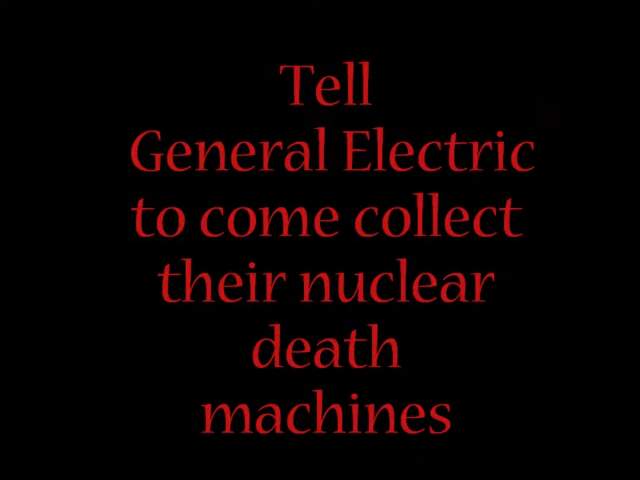 Tell
General Electric
to come collect
their nuclear
death
machines